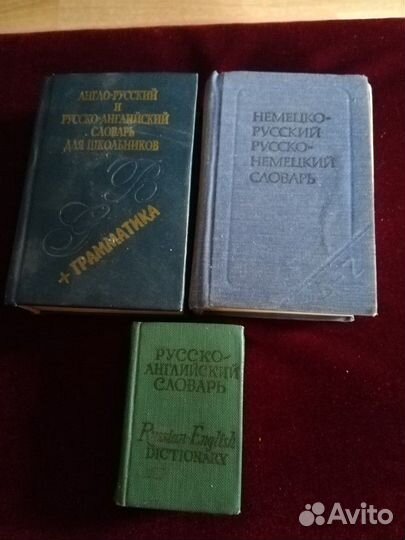 АНГЛО-РУССКИЙ
И
РУССКО-АНГЛИЙСКИЙ
СЛОВАРЬ
ДЛЯ ШКОЛЬНИКОВ
+ ГРАММАТИКА
НЕМЕЦКО-
РУССКИЙ
РУССКО-
НЕМЕЦКИЙ
СЛОВАРЬ
РУССКО-
АНГЛИЙСКИЙ
СЛОВАРЬ
Russian-English
DICTIONARY
Avito